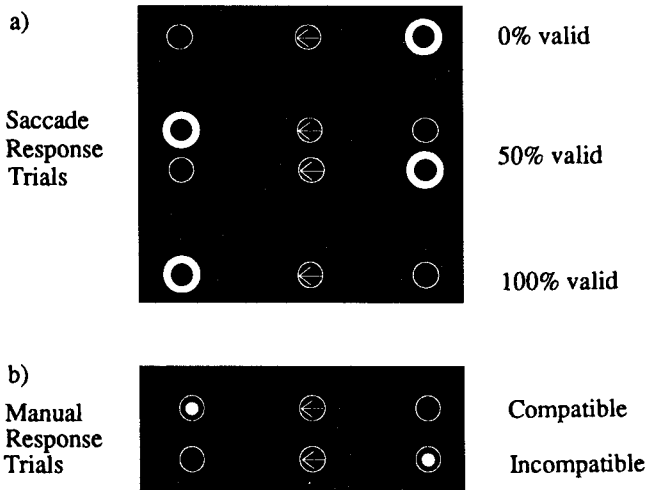 a)
0% valid
Saccade
Response
Trials
50% valid
100% valid
b)
Manual
Response
Trials
Compatible
Incompatible